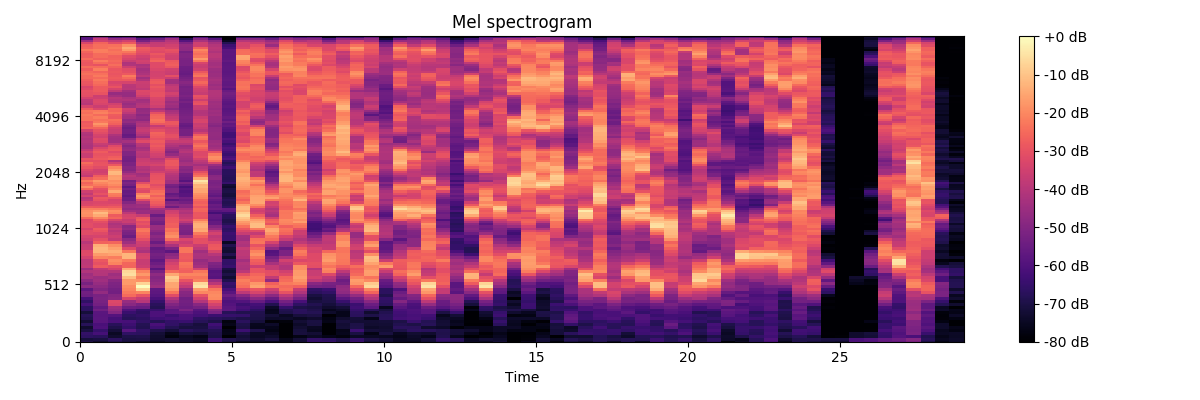 Mel spectrogram
Hz
8192
4096
2048
1024
512
0
0 5 10 15 20 25
Time
+0 dB
-10 dB
-20 dB
-30 dB
-40 dB
-50 dB
-60 dB
-70 dB
-80 dB